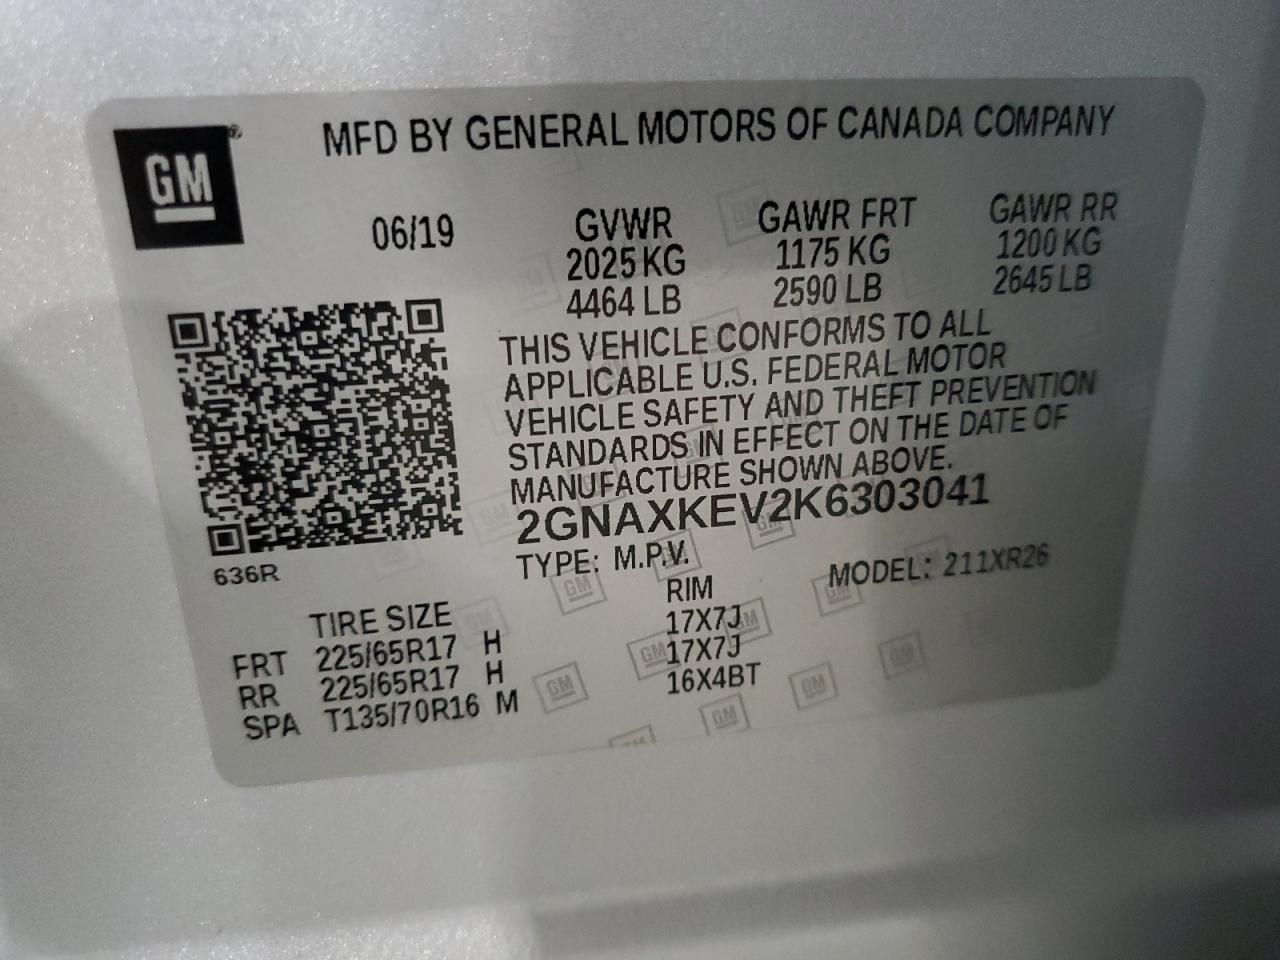 GM
MFD BY GENERAL MOTORS OF CANADA COMPANY
06/19
GVWR
2025 KG
4464 LB
GAWR FRT
1175 KG
2590 LB
GAWR RR
1200 KG
2645 LB
THIS VEHICLE CONFORMS TO ALL
APPLICABLE U.S. FEDERAL MOTOR
VEHICLE SAFETY AND THEFT PREVENTION
STANDARDS IN EFFECT ON THE DATE OF
MANUFACTURE SHOWN ABOVE.
2GNAXKEV2K6303041
TYPE: M.P.V.
MODEL: 211XR26
636R
TIRE SIZE RIM
FRT 225/65R17 H 17X7J
RR 225/65R17 H 17X7J
SPA T135/70R16 M 16X4BT